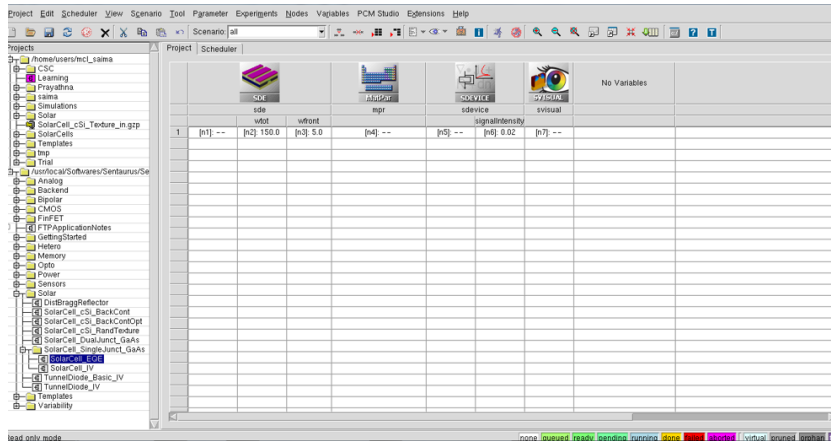 Project Edit Scheduler View Scenario Tool Parameter Experiments Nodes Variables PCM Studio Extensions Help
Scenario: all
Projects
Project Scheduler
/home/users/mcl_saima
CSC
Learning
Prayathna
saima
Simulations
Solar
SolarCell_cSi_Texture_in.gzp
SolarCells
Templates
tmp
Trial
/usr/local/Softwares/Sentaurus/Se
Analog
Backend
Bipolar
CMOS
FinFET
FTPApplicationNotes
GettingStarted
Hetero
Memory
Opto
Power
Sensors
Solar
DistBraggReflector
SolarCell_cSi_BackCont
SolarCell_cSi_BackContOpt
SolarCell_cSi_RandTexture
SolarCell_DualJunct_GaAs
SolarCell_SingleJunct_GaAs
SolarCell_EQE
SolarCell_IV
TunnelDiode_Basic_IV
TunnelDiode_IV
Templates
Variability
SDE MatPar SDEVICE SVISUAL No Variables
sde mpr sdevice svisual
wtot wfront signalIntensity
1 [n1]: -- [n2]: 150.0 [n3]: 5.0 [n4]: -- [n5]: -- [n6]: 0.02 [n7]: --
lead only mode
none queued ready pending running done failed aborted virtual pruned orphan